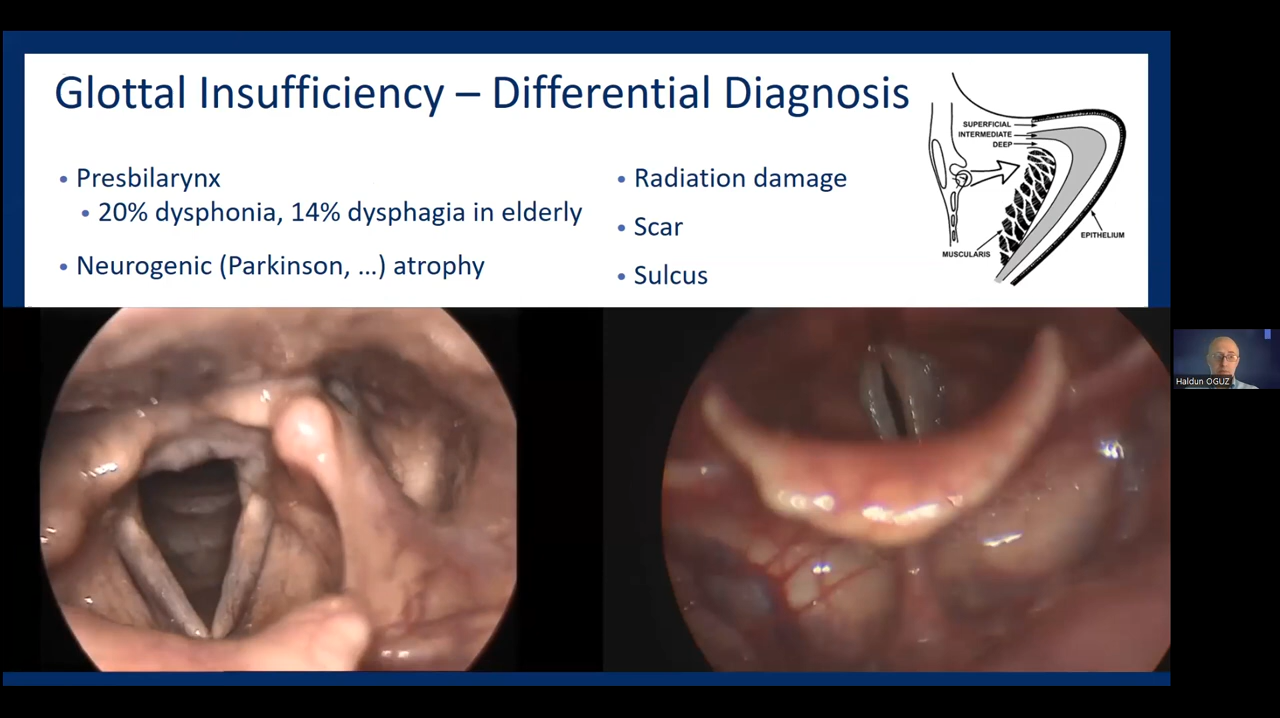 Glottal Insufficiency – Differential Diagnosis
• Presbilarynx
• 20% dysphonia, 14% dysphagia in elderly
• Neurogenic (Parkinson, ...) atrophy
• Radiation damage
• Scar
• Sulcus
SUPERFICIAL
INTERMEDIATE
DEEP
EPITHELIUM
MUSCULARIS
Haldun OGUZ